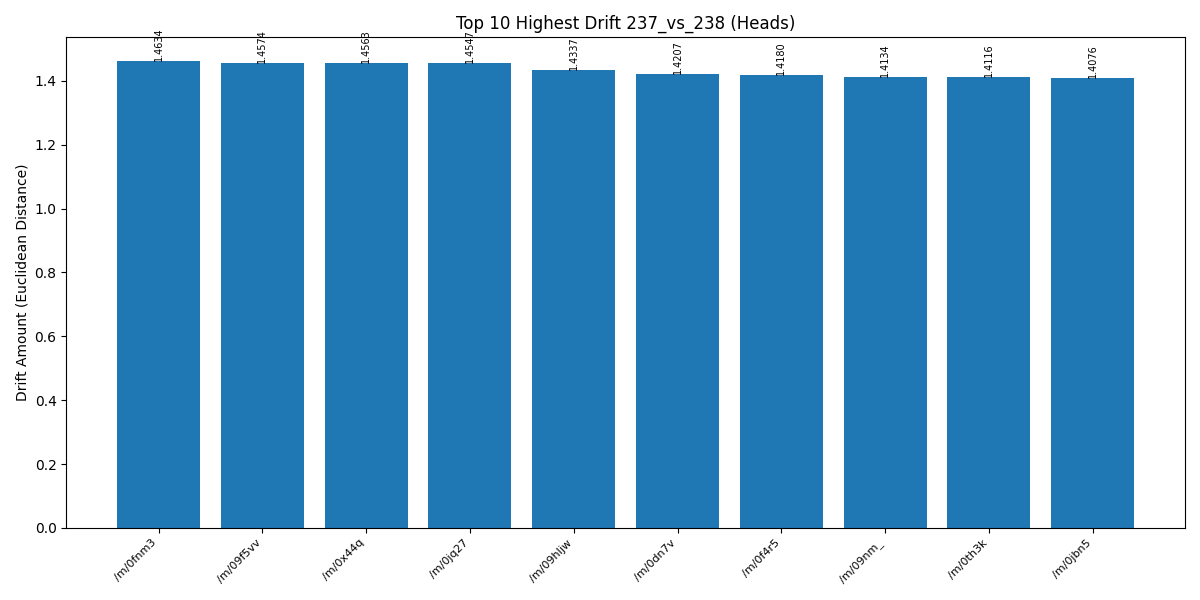 Top 10 Highest Drift 237_vs_238 (Heads)
1.4634 1.4574 1.4563 1.4547 1.4337 1.4207 1.4180 1.4134 1.4116 1.4076
Drift Amount (Euclidean Distance)
1.4
1.2
1.0
0.8
0.6
0.4
0.2
0.0
/m/0fnm3 /m/09f5vv /m/0x44q /m/0jq27 /m/09hljw /m/0dn7v /m/0f4r5 /m/09nm_ /m/0th3k /m/0jbn5